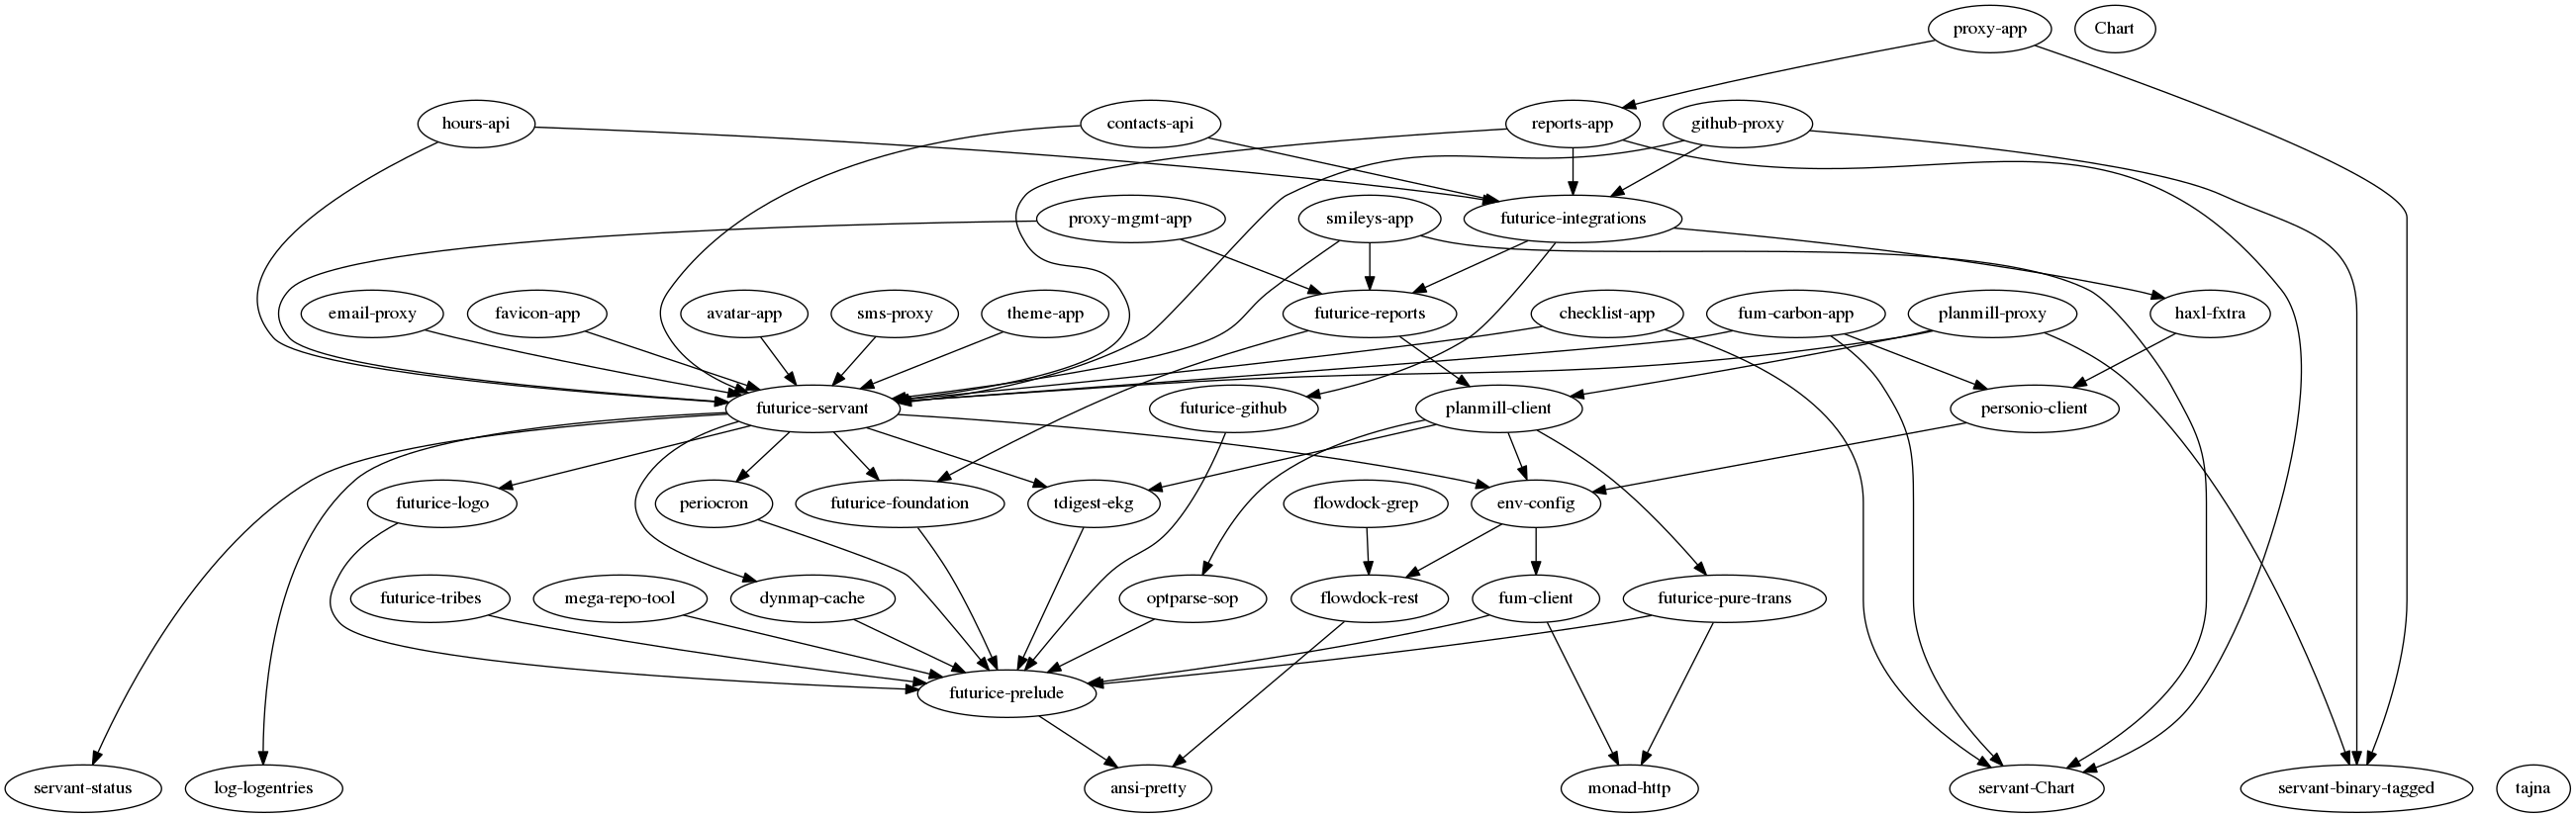 proxy-app
Chart
hours-api
contacts-api
reports-app
github-proxy
proxy-mgmt-app
smileys-app
futurice-integrations
email-proxy
favicon-app
avatar-app
sms-proxy
theme-app
futurice-reports
checklist-app
fum-carbon-app
planmill-proxy
haxl-fxtra
futurice-servant
futurice-github
planmill-client
personio-client
futurice-logo
periocron
futurice-foundation
tdigest-ekg
flowdock-grep
env-config
futurice-tribes
mega-repo-tool
dynmap-cache
optparse-sop
flowdock-rest
fum-client
futurice-pure-trans
futurice-prelude
servant-status
log-logentries
ansi-pretty
monad-http
servant-Chart
servant-binary-tagged
tajna